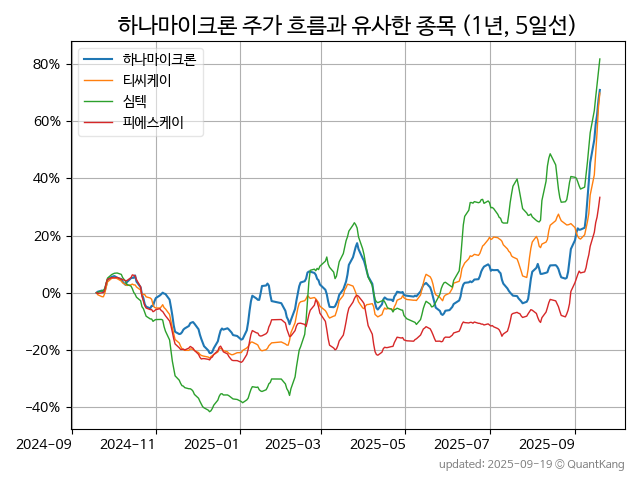 하나마이크론 주가 흐름과 유사한 종목 (1년, 5일선)
하나마이크론
티씨케이
심텍
피에스케이
80%
60%
40%
20%
0%
−20%
−40%
2024-09
2024-11
2025-01
2025-03
2025-05
2025-07
2025-09
updated: 2025-09-19 © QuantKang